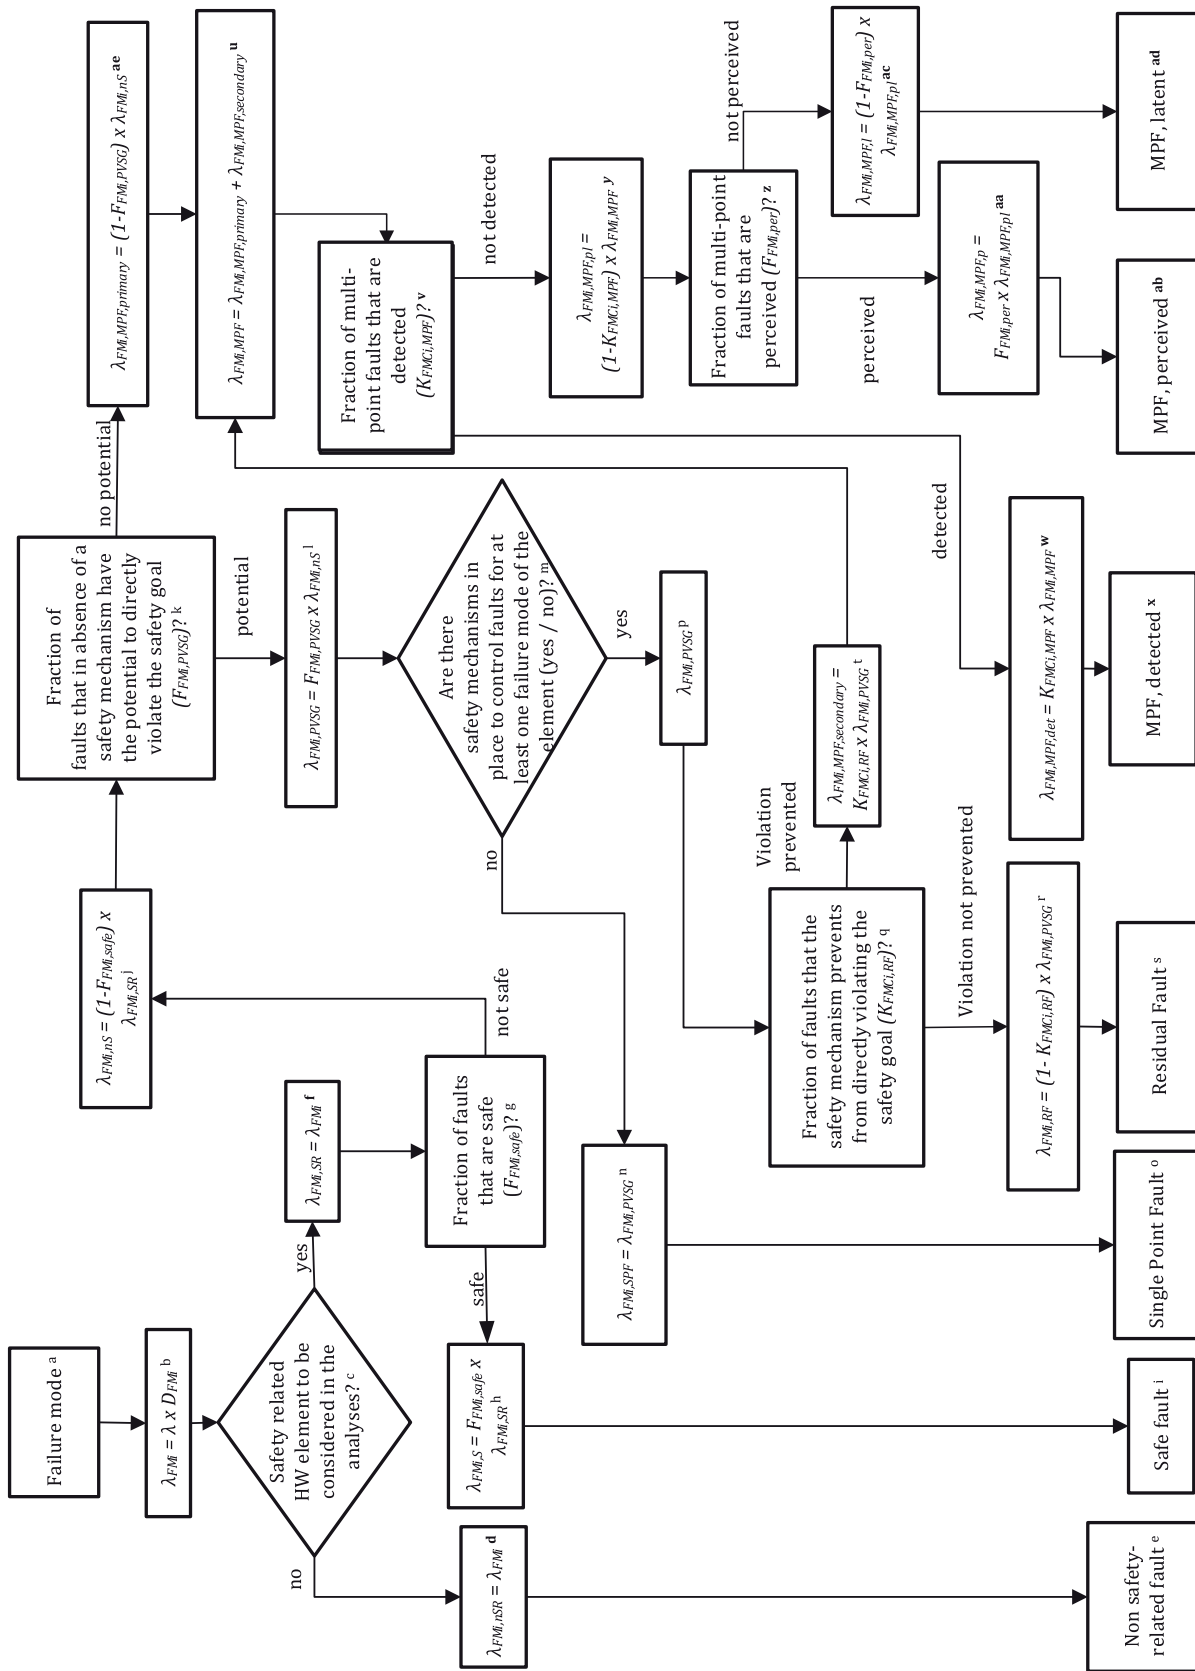 Failure mode a
λFMi = λ x DFMi b
Safety related
HW element to be
considered in the
analyses? c
no
yes
λFMi,nSR = λFMi d
Non safety-
related fault e
λFMi,SR = λFMi f
Fraction of faults
that are safe
(FFMi,safe)? g
safe
not safe
λFMi,S = FFMi,safe x
λFMi,SR h
Safe fault i
λFMi,nS = (1-FFMi,safe) x
λFMi,SR j
Fraction of
faults that in absence of a
safety mechanism have
the potential to directly
violate the safety goal
(FFMi,PVSG)? k
potential
no potential
λFMi,PVSG = FFMi,PVSG x λFMi,nS l
Are there
safety mechanisms in
place to control faults for at
least one failure mode of the
element (yes / no)? m
no
yes
λFMi,SPF = λFMi,PVSG n
Single Point Fault o
λFMi,PVSG p
Fraction of faults that the
safety mechanism prevents
from directly violating the
safety goal (KFMCi,RF)? q
Violation not prevented
Violation
prevented
λFMi,RF = (1- KFMCi,RF) x λFMi,PVSG r
Residual Fault s
λFMi,MPF,secondary =
KFMCi,RF x λFMi,PVSG t
λFMi,MPF,primary = (1-FFMi,PVSG) x λFMi,nS ae
λFMi,MPF = λFMi,MPF,primary + λFMi,MPF,secondary u
Fraction of multi-
point faults that are
detected
(KFMCi,MPF)? v
detected
not detected
λFMi,MPF,det = KFMCi,MPF x λFMi,MPF w
MPF, detected x
λFMi,MPF,pl =
(1-KFMCi,MPF) x λFMi,MPF y
Fraction of multi-point
faults that are
perceived (FFMi,per)? z
perceived
not perceived
λFMi,MPF,p =
FFMi,per x λFMi,MPF,pl aa
MPF, perceived ab
λFMi,MPF,l = (1-FFMi,per) x
λFMi,MPF,pl ac
MPF, latent ad